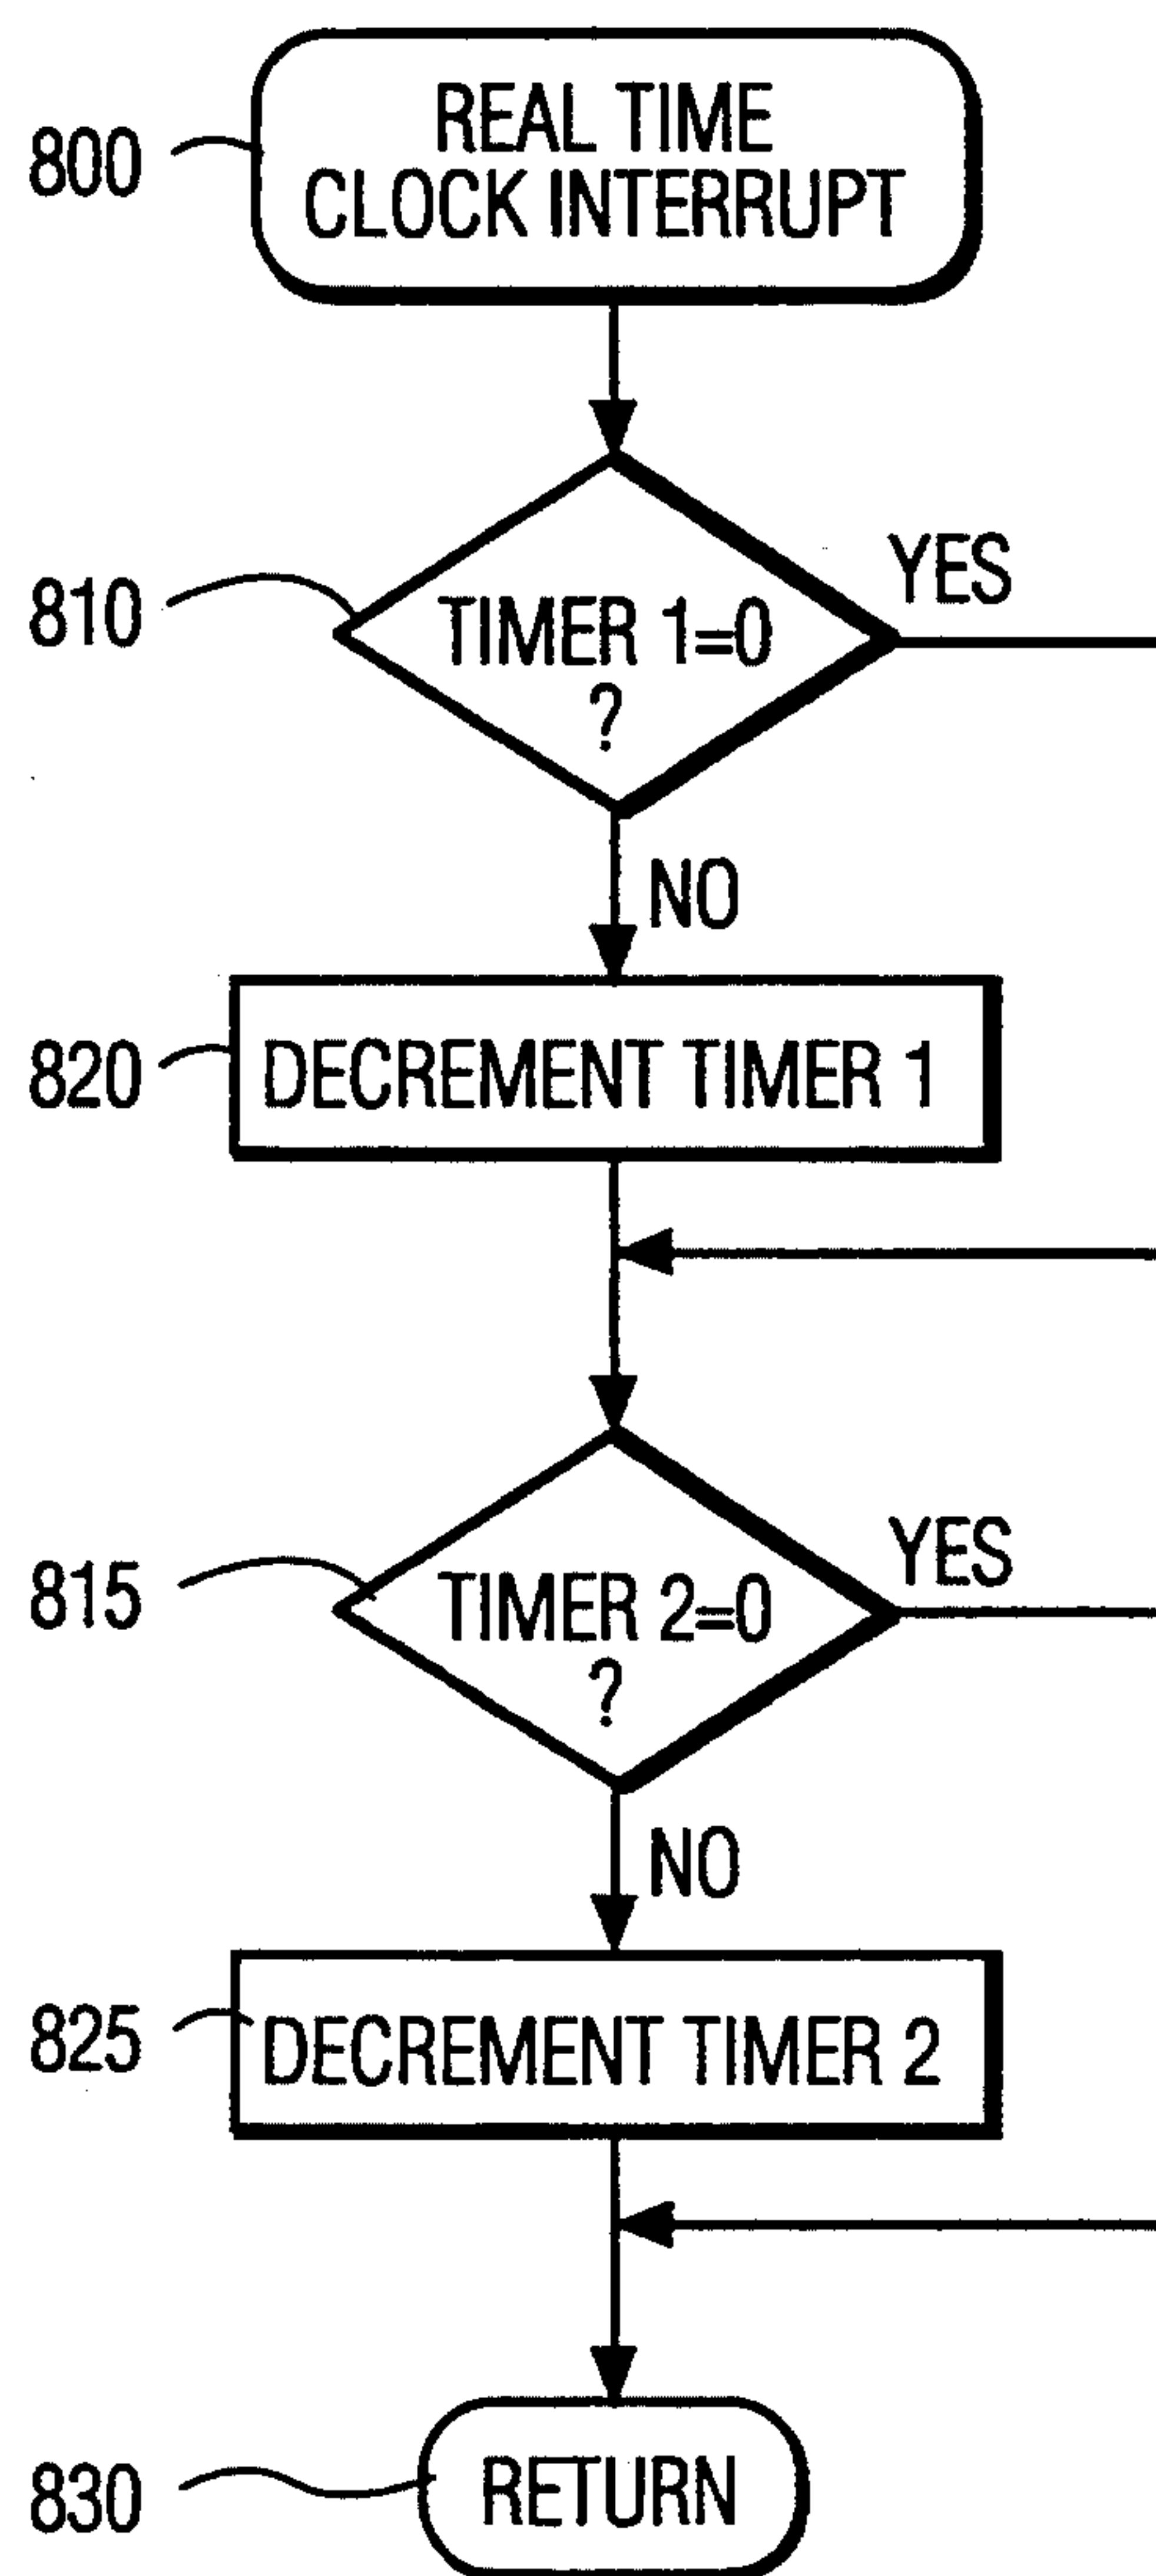 800
REAL TIME
CLOCK INTERRUPT
810
TIMER 1=0
?
YES
NO
820
DECREMENT TIMER 1
815
TIMER 2=0
?
YES
NO
825
DECREMENT TIMER 2
830
RETURN